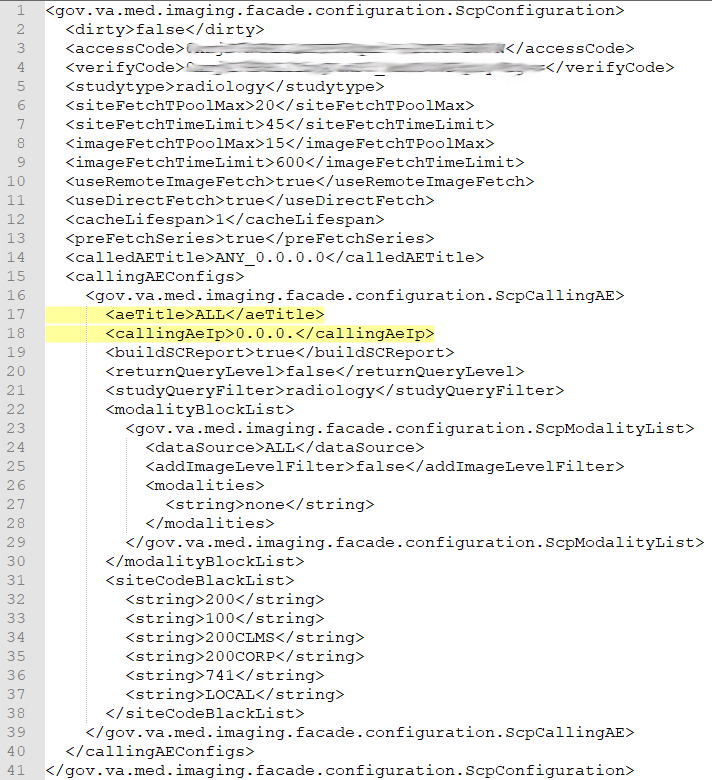 1 <gov.va.med.imaging.facade.configuration.ScpConfiguration>
2 <dirty>false</dirty>
3 <accessCode></accessCode>
4 <verifyCode></verifyCode>
5 <studytype>radiology</studytype>
6 <siteFetchTPoolMax>20</siteFetchTPoolMax>
7 <siteFetchTimeLimit>45</siteFetchTimeLimit>
8 <imageFetchTPoolMax>15</imageFetchTPoolMax>
9 <imageFetchTimeLimit>600</imageFetchTimeLimit>
10 <useRemoteImageFetch>true</useRemoteImageFetch>
11 <useDirectFetch>true</useDirectFetch>
12 <cacheLifespan>1</cacheLifespan>
13 <preFetchSeries>true</preFetchSeries>
14 <calledAETitle>ANY_0.0.0.0</calledAETitle>
15 <callingAEConfigs>
16 <gov.va.med.imaging.facade.configuration.ScpCallingAE>
17 <aeTitle>ALL</aeTitle>
18 <callingAeIp>0.0.0.</callingAeIp>
19 <buildSCReport>true</buildSCReport>
20 <returnQueryLevel>false</returnQueryLevel>
21 <studyQueryFilter>radiology</studyQueryFilter>
22 <modalityBlockList>
23 <gov.va.med.imaging.facade.configuration.ScpModalityList>
24 <dataSource>ALL</dataSource>
25 <addImageLevelFilter>false</addImageLevelFilter>
26 <modalities>
27 <string>none</string>
28 </modalities>
29 </gov.va.med.imaging.facade.configuration.ScpModalityList>
30 </modalityBlockList>
31 <siteCodeBlackList>
32 <string>200</string>
33 <string>100</string>
34 <string>200CLMS</string>
35 <string>200CORP</string>
36 <string>741</string>
37 <string>LOCAL</string>
38 </siteCodeBlackList>
39 </gov.va.med.imaging.facade.configuration.ScpCallingAE>
40 </callingAEConfigs>
41 </gov.va.med.imaging.facade.configuration.ScpConfiguration>